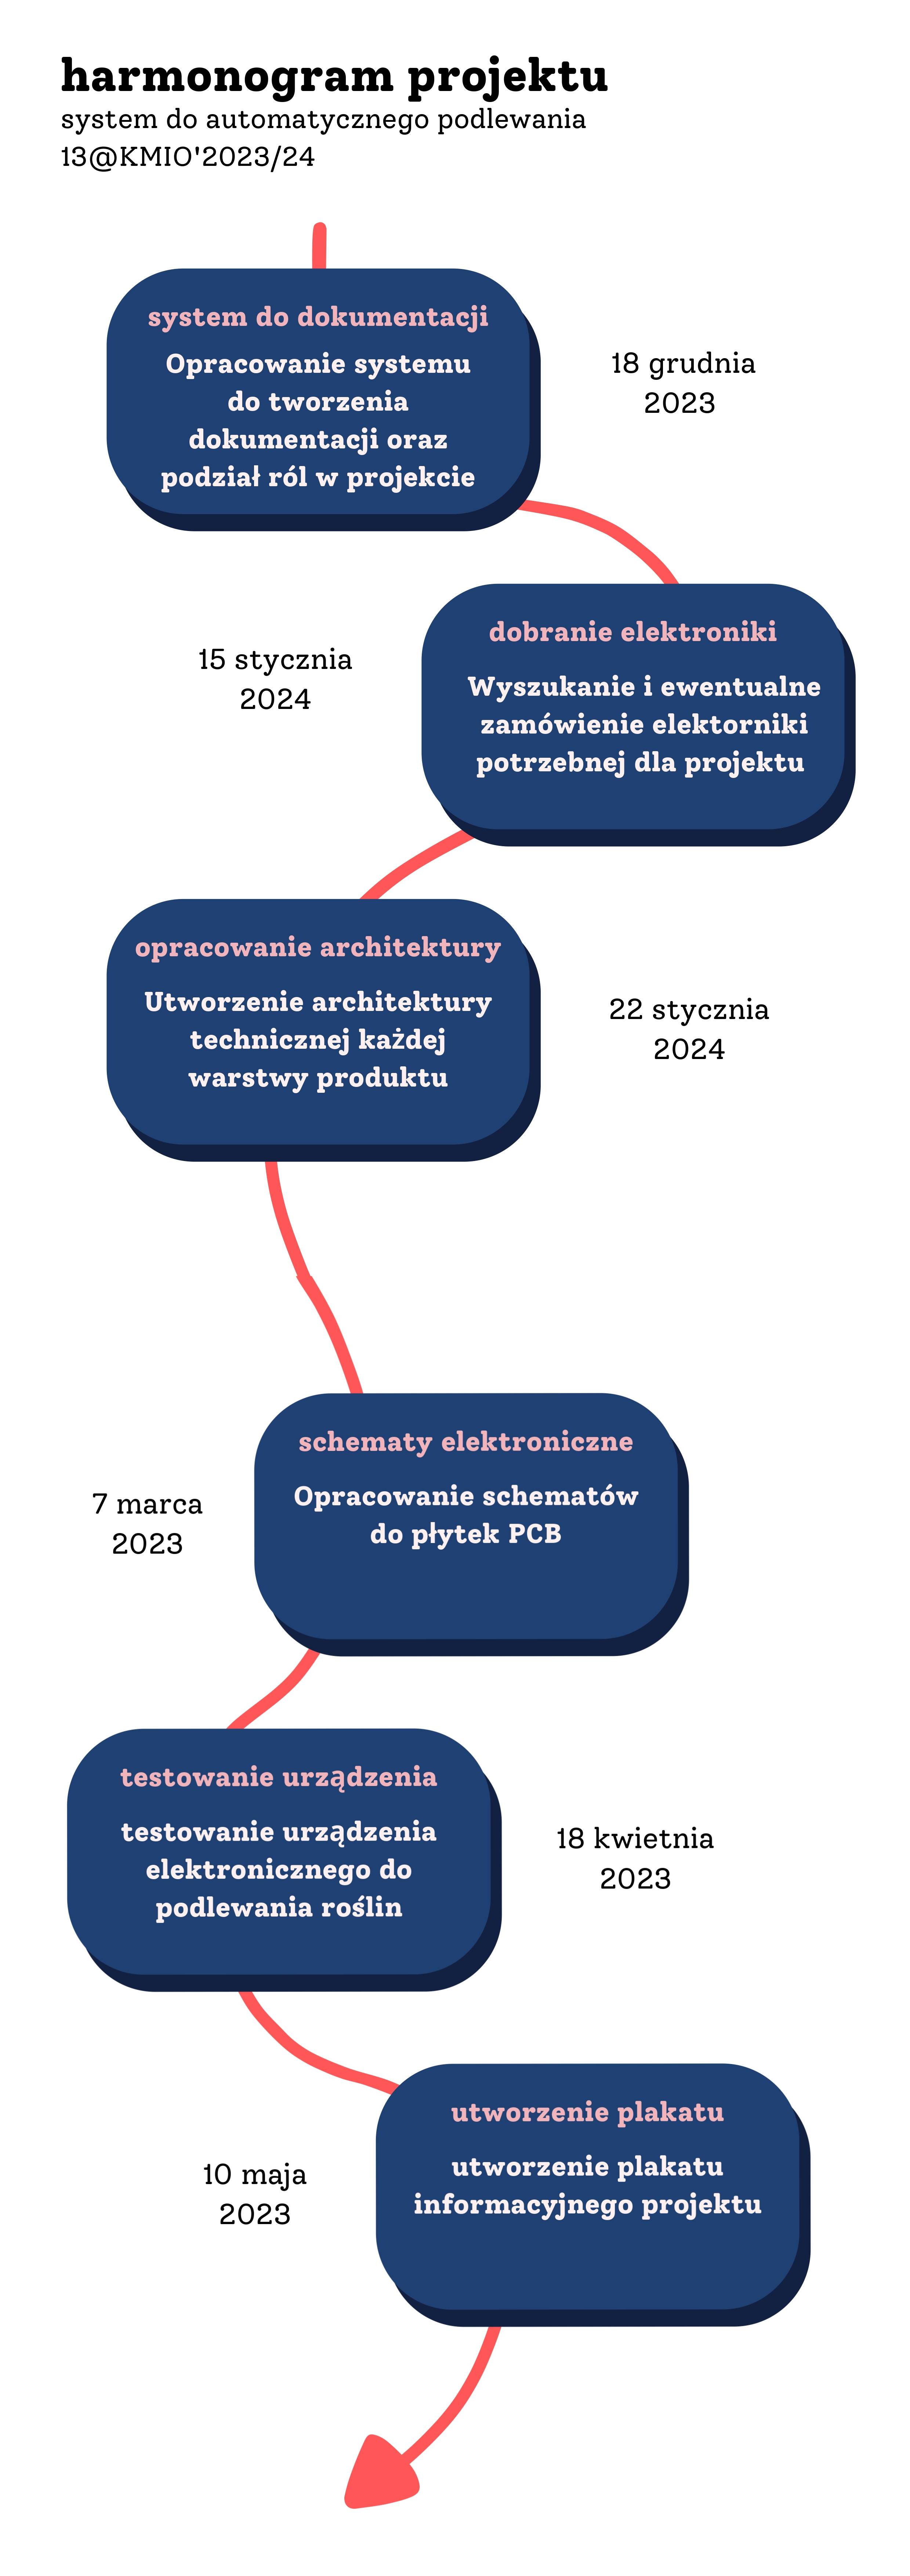 harmonogram projektu
system do automatycznego podlewania
13@KMIO'2023/24
system do dokumentacji
Opracowanie systemu
do tworzenia
dokumentacji oraz
podział ról w projekcie
18 grudnia
2023
dobranie elektroniki
Wyszukanie i ewentualne
zamówienie elektorniki
potrzebnej dla projektu
15 stycznia
2024
opracowanie architektury
Utworzenie architektury
technicznej każdej
warstwy produktu
22 stycznia
2024
schematy elektroniczne
Opracowanie schematów
do płytek PCB
7 marca
2023
testowanie urządzenia
testowanie urządzenia
elektronicznego do
podlewania roślin
18 kwietnia
2023
utworzenie plakatu
utworzenie plakatu
informacyjnego projektu
10 maja
2023